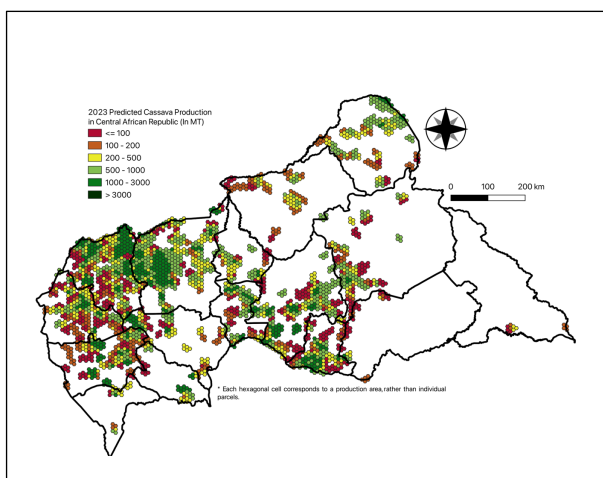 2023 Predicted Cassava Production
in Central African Republic (In MT)
<= 100
100 - 200
200 - 500
500 - 1000
1000 - 3000
> 3000
0 100 200 km
* Each hexagonal cell corresponds to a production area, rather than individual
parcels.